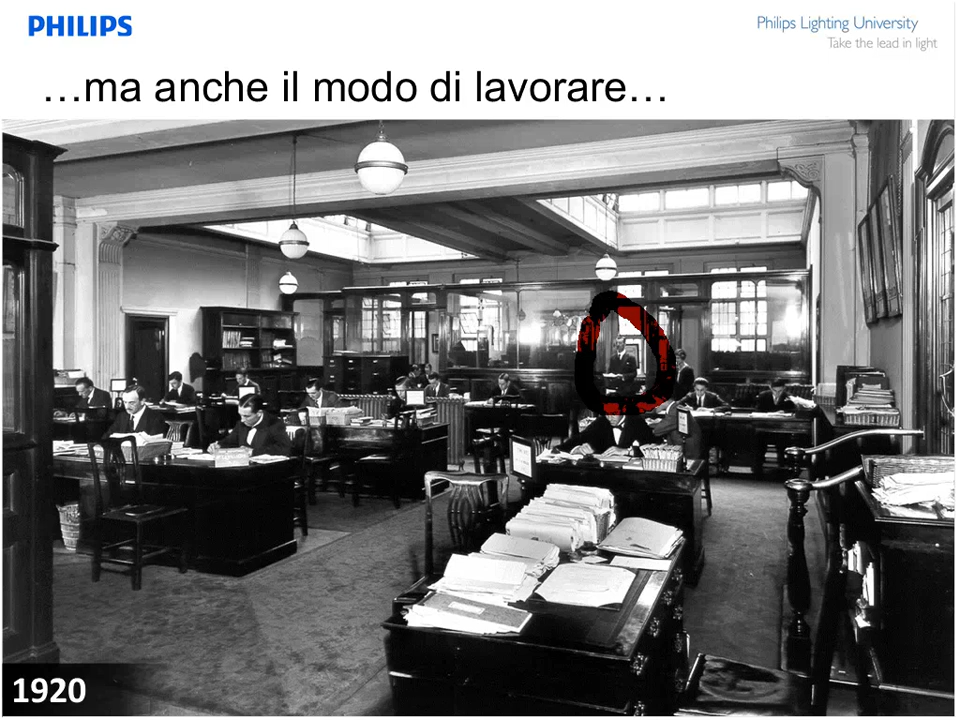 PHILIPS
Philips Lighting University
Take the lead in light
…ma anche il modo di lavorare…
1920